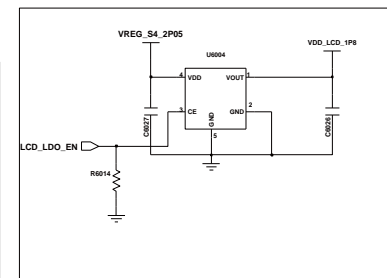 VREG_S4_2P05
U6004
VDD_LCD_1P8
4 VDD
VOUT 1
3 CE
GND 2
GND
5
C6027
C6026
LCD_LDO_EN
R6014